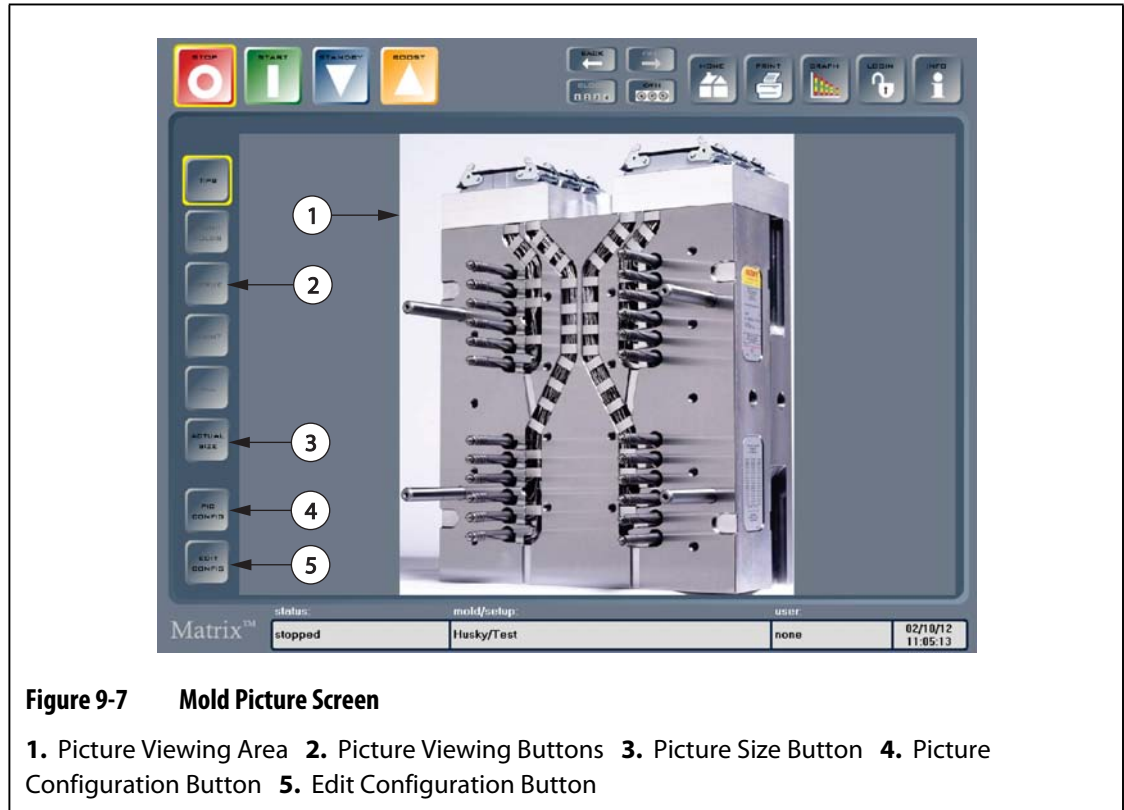 STOP START STANDBY BOOST
BACK
HOME PRINT GRAPH LOGIN INFO
TIPS
1
2
3
ACTUAL
SIZE
4
PIC
CONFIG
5
EDIT
CONFIG
status: mold/setup: user:
Matrix™ stopped Husky/Test none 02/10/12
11:05:13
Figure 9-7 Mold Picture Screen
1. Picture Viewing Area 2. Picture Viewing Buttons 3. Picture Size Button 4. Picture
Configuration Button 5. Edit Configuration Button